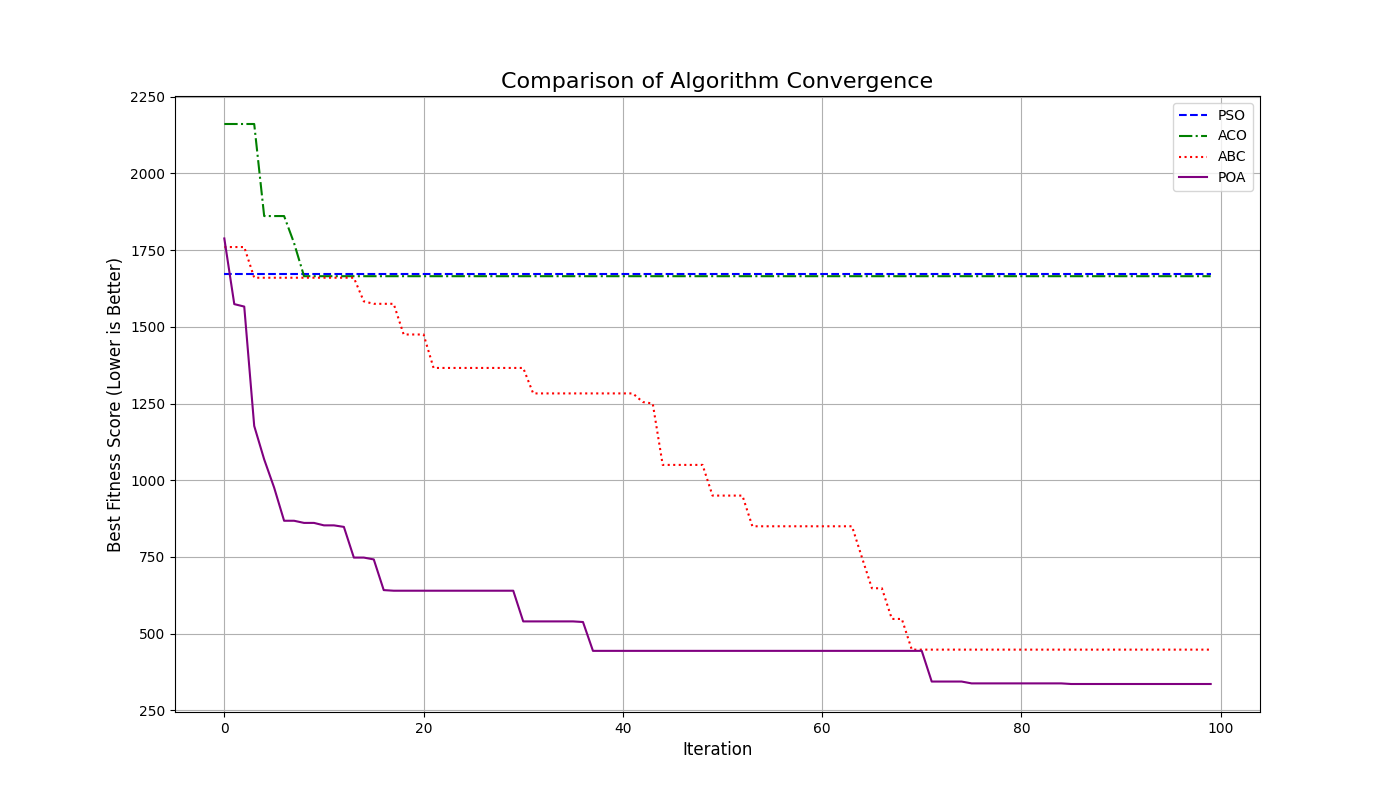 Comparison of Algorithm Convergence
2250
2000
1750
1500
1250
1000
750
500
250
Best Fitness Score (Lower is Better)
PSO
ACO
ABC
POA
0 20 40 60 80 100
Iteration